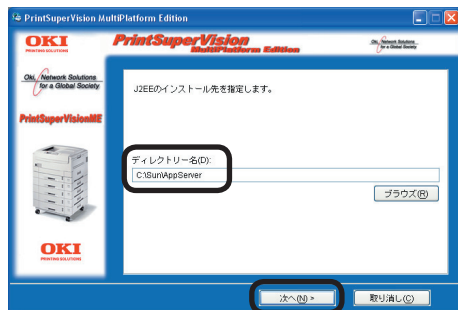 PrintSuperVision MultiPlatform Edition
OKI
PRINTING SOLUTIONS
PrintSuperVision
MultiPlatform Edition
Oki, Network Solutions
for a Global Society
Oki, Network Solutions
for a Global Society
PrintSuperVisionME
J2EEのインストール先を指定します。
ディレクトリー名(D):
C:\Sun\AppServer
ブラウズ(R)
OKI
PRINTING SOLUTIONS
次へ(N) >
取り消し(C)